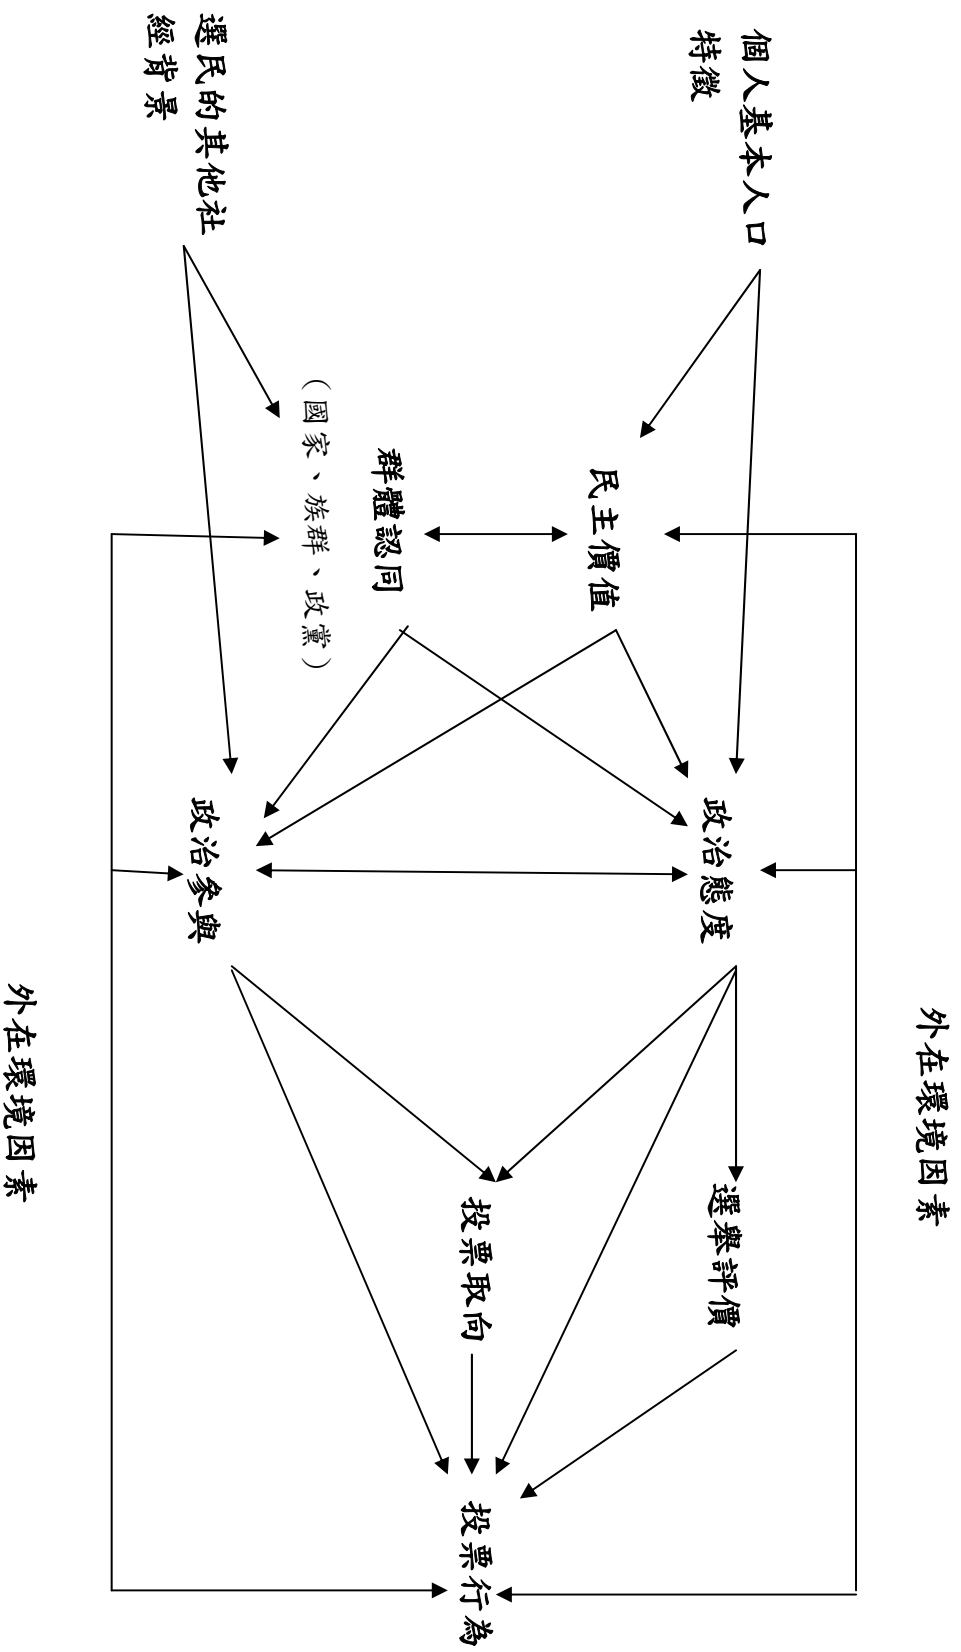 外在環境因素
個人基本人口
特徵
民主價值
政治態度
選舉評價
群體認同
(國家、族群、政黨)
投票取向
投票行為
選民的其他社
經背景
政治參與
外在環境因素